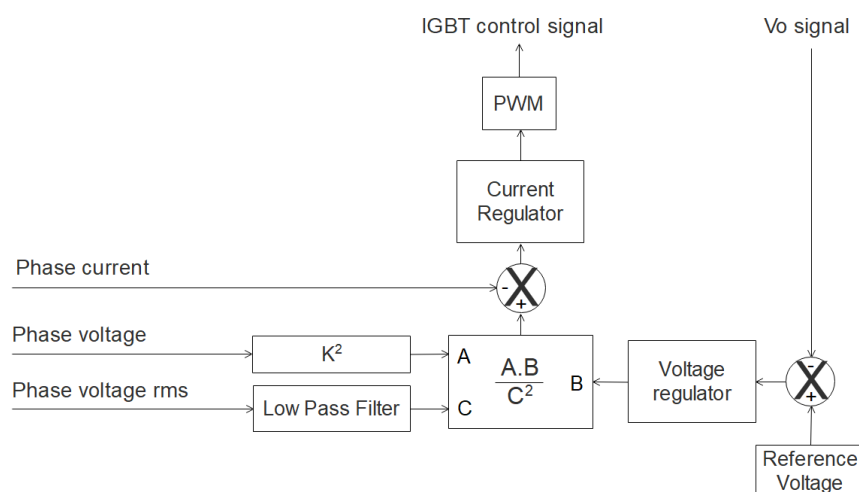 IGBT control signal
Vo signal
PWM
Current
Regulator
Phase current
-
+
Phase voltage
K²
A
Phase voltage rms
Low Pass Filter
C
A.B
C²
B
Voltage
regulator
-
+
Reference
Voltage